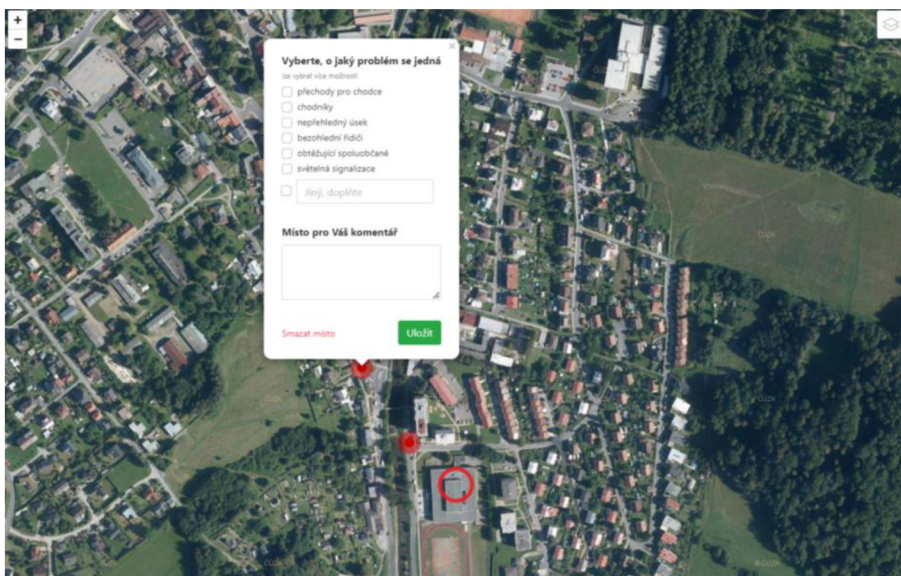 +
−
×
Vyberte, o jaký problém se jedná
lze vybrat více možností
přechody pro chodce
chodníky
nepřehledný úsek
bezohlední řidiči
obtěžující spoluobčané
světelná signalizace
Jiný, doplňte
Místo pro Váš komentář
Smazat místo
Uložit
© ČÚZK